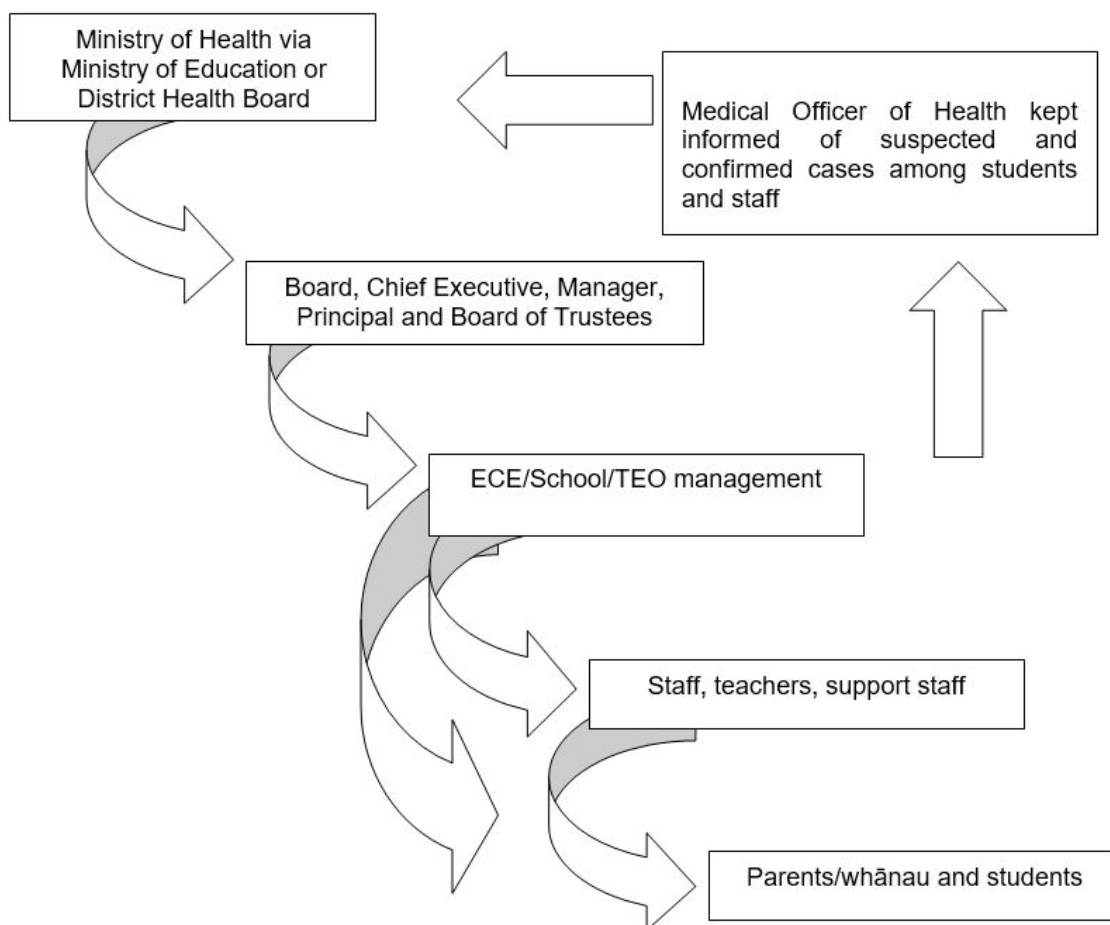 Ministry of Health via
Ministry of Education or
District Health Board
Medical Officer of Health kept
informed of suspected and
confirmed cases among students
and staff
Board, Chief Executive, Manager,
Principal and Board of Trustees
ECE/School/TEO management
Staff, teachers, support staff
Parents/whānau and students